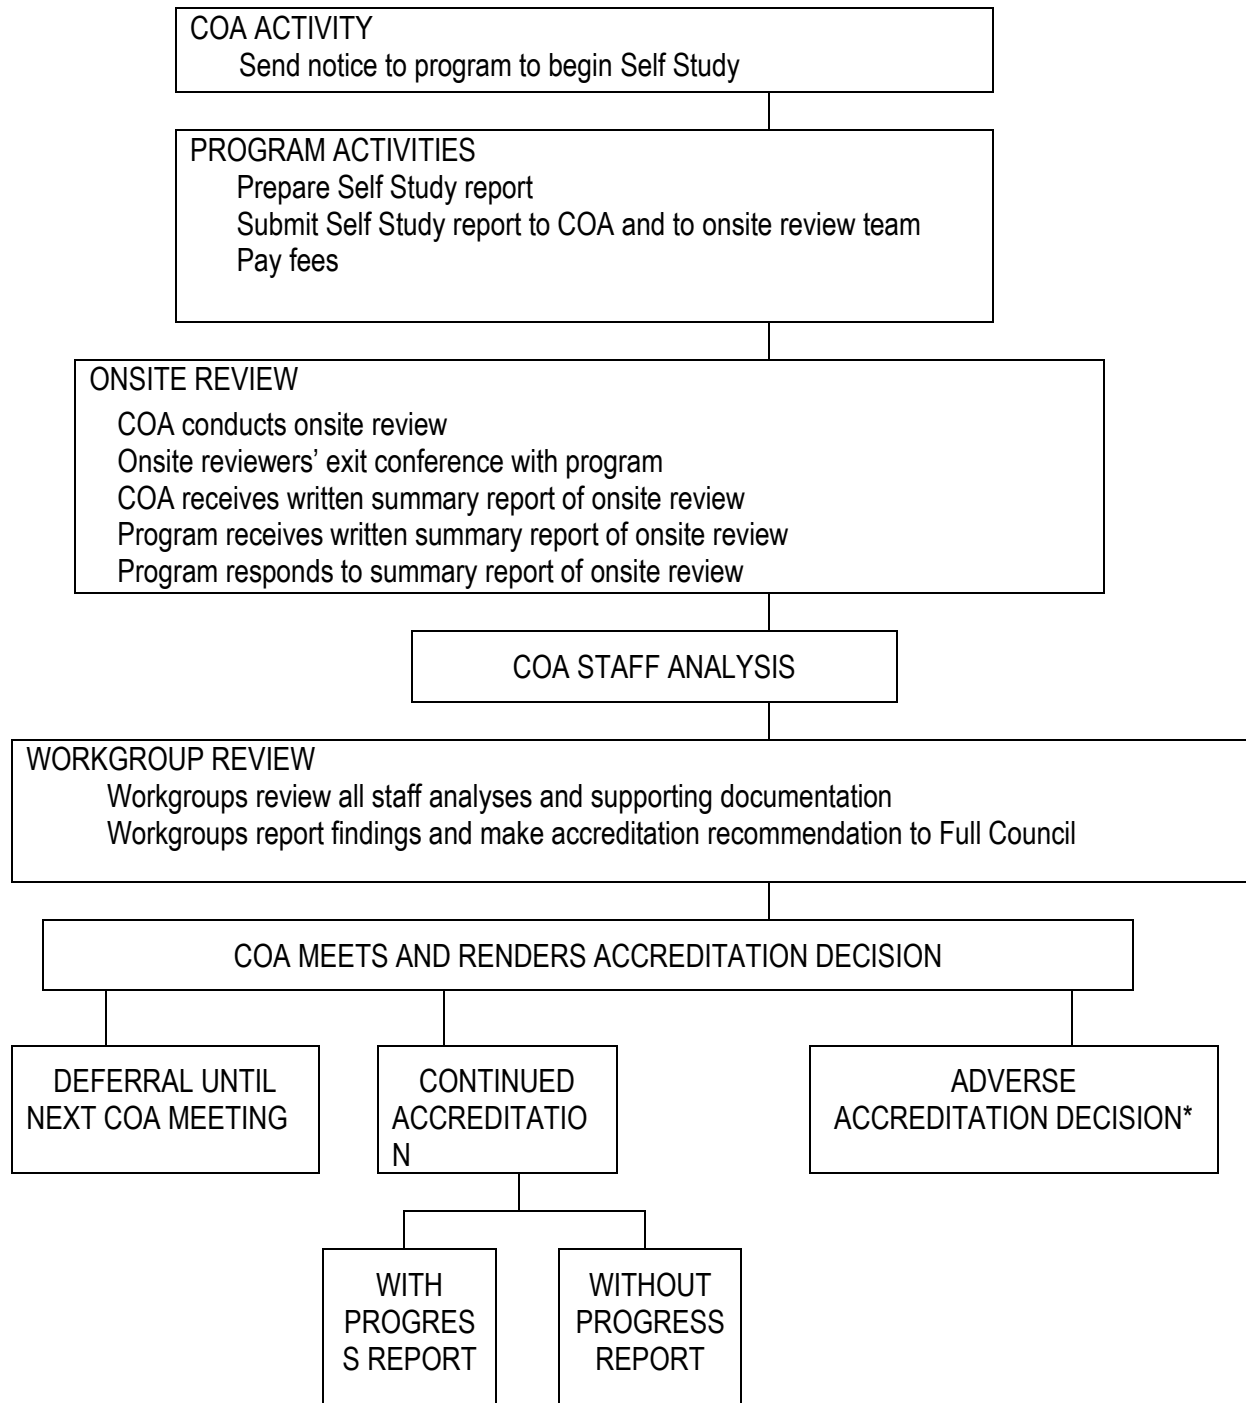 COA ACTIVITY
Send notice to program to begin Self Study
PROGRAM ACTIVITIES
Prepare Self Study report
Submit Self Study report to COA and to onsite review team
Pay fees
ONSITE REVIEW
COA conducts onsite review
Onsite reviewers’ exit conference with program
COA receives written summary report of onsite review
Program receives written summary report of onsite review
Program responds to summary report of onsite review
COA STAFF ANALYSIS
WORKGROUP REVIEW
Workgroups review all staff analyses and supporting documentation
Workgroups report findings and make accreditation recommendation to Full Council
COA MEETS AND RENDERS ACCREDITATION DECISION
DEFERRAL UNTIL
NEXT COA MEETING
CONTINUED
ACCREDITATIO
N
ADVERSE
ACCREDITATION DECISION*
WITH
PROGRES
S REPORT
WITHOUT
PROGRESS
REPORT